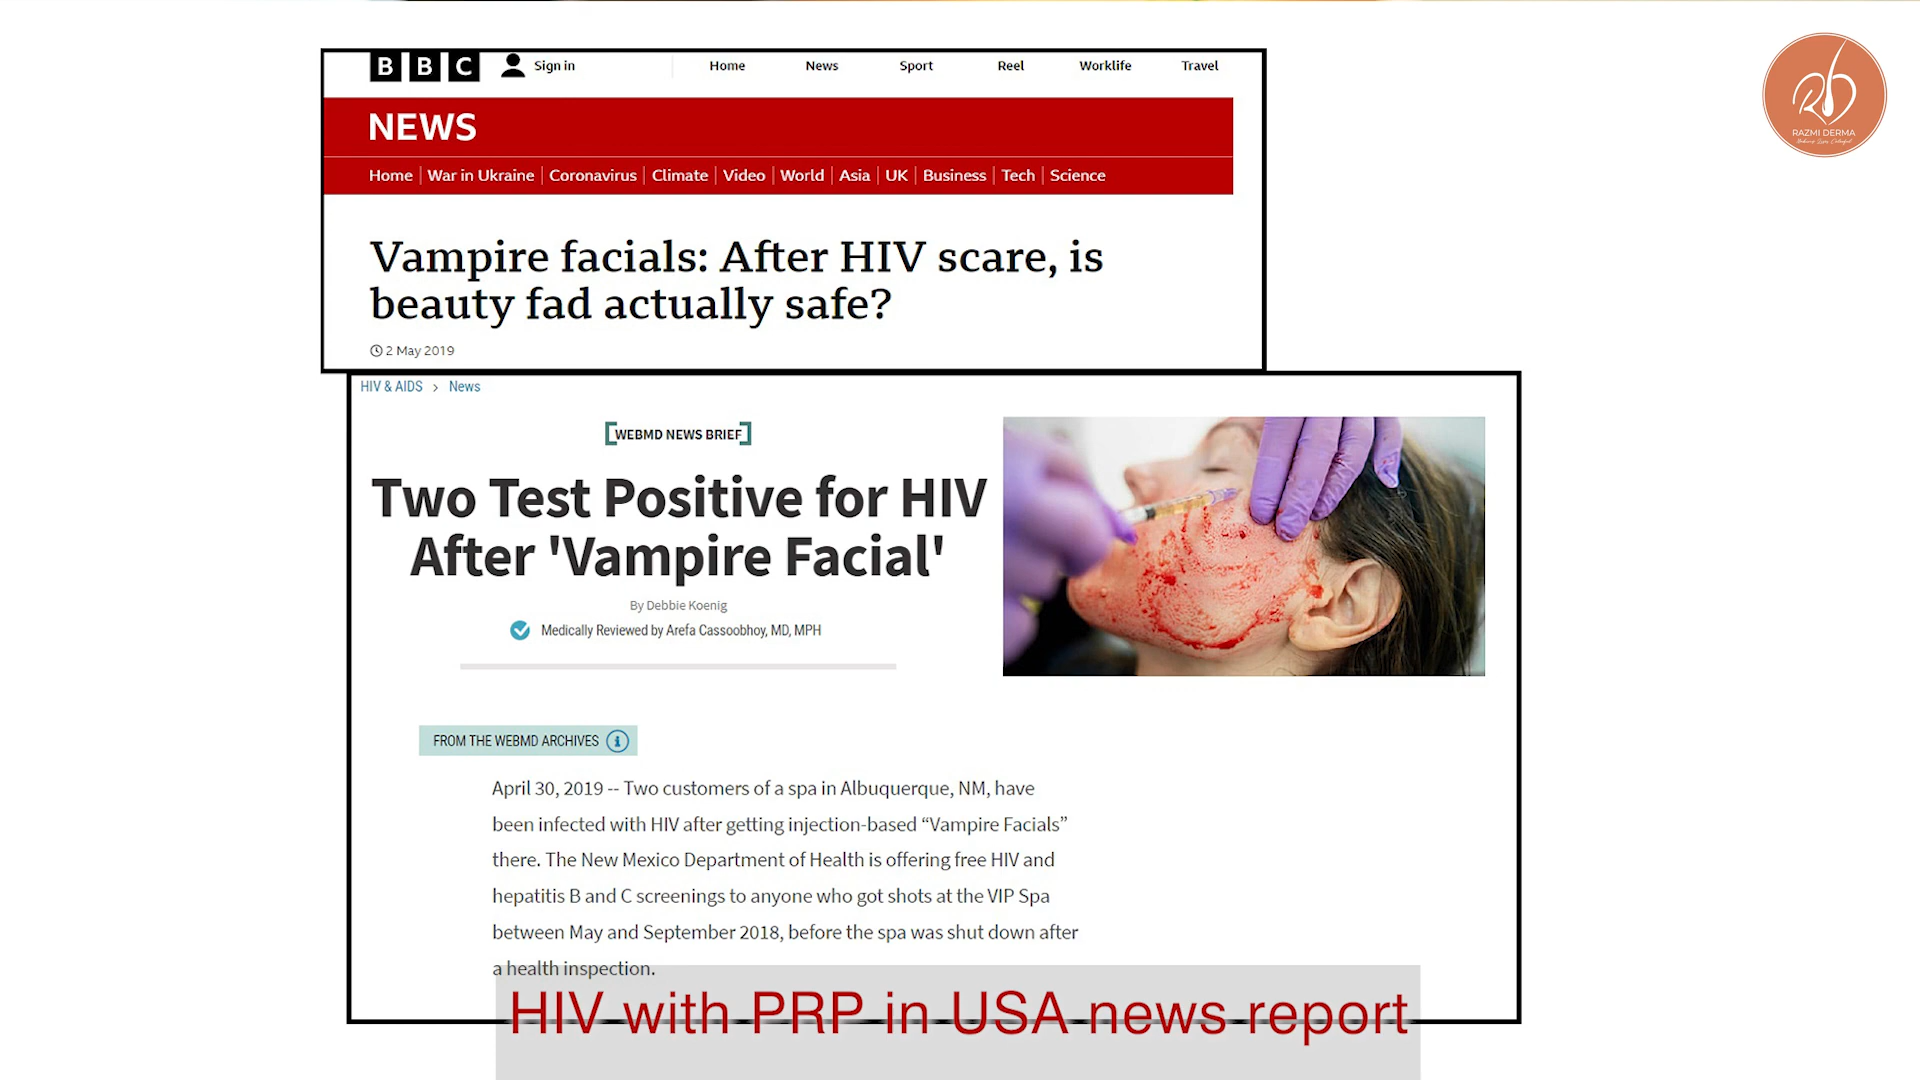 BBC Sign in Home News Sport Reel Worklife Travel
NEWS
Home War in Ukraine Coronavirus Climate Video World Asia UK Business Tech Science
Vampire facials: After HIV scare, is
beauty fad actually safe?
2 May 2019
RAZMI DERMA
HIV & AIDS > News
WEBMD NEWS BRIEF
Two Test Positive for HIV
After 'Vampire Facial'
By Debbie Koenig
Medically Reviewed by Arefa Cassoobhoy, MD, MPH
FROM THE WEBMD ARCHIVES
April 30, 2019 -- Two customers of a spa in Albuquerque, NM, have
been infected with HIV after getting injection-based “Vampire Facials”
there. The New Mexico Department of Health is offering free HIV and
hepatitis B and C screenings to anyone who got shots at the VIP Spa
between May and September 2018, before the spa was shut down after
a health inspection.
HIV with PRP in USA news report